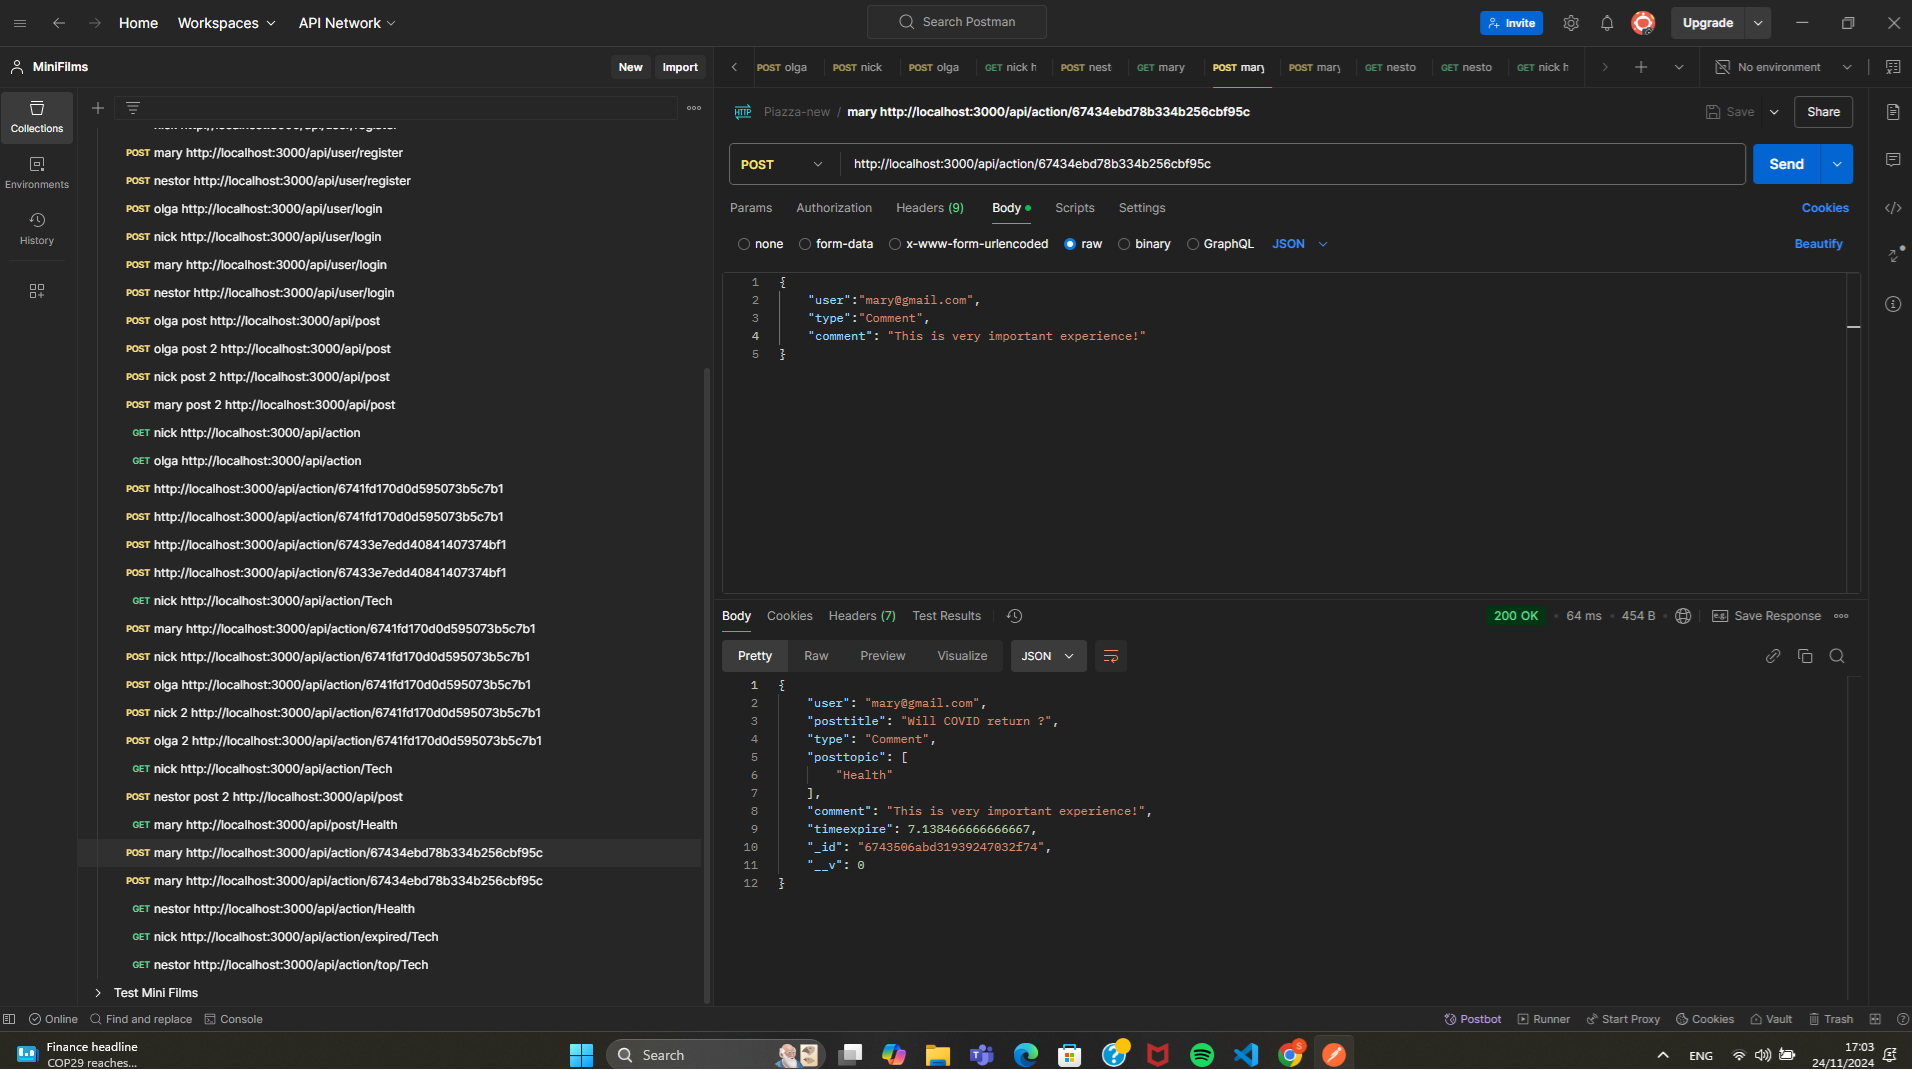 Home Workspaces API Network Search Postman Invite Upgrade
MiniFilms New Import
POST olga POST nick POST olga GET nick h POST nest GET mary POST mary POST mary GET nesto GET nesto GET nick h No environment
Collections
Environments
History
POST mary http://localhost:3000/api/user/register
POST nestor http://localhost:3000/api/user/register
POST olga http://localhost:3000/api/user/login
POST nick http://localhost:3000/api/user/login
POST mary http://localhost:3000/api/user/login
POST nestor http://localhost:3000/api/user/login
POST olga post http://localhost:3000/api/post
POST olga post 2 http://localhost:3000/api/post
POST nick post 2 http://localhost:3000/api/post
POST mary post 2 http://localhost:3000/api/post
GET nick http://localhost:3000/api/action
GET olga http://localhost:3000/api/action
POST http://localhost:3000/api/action/6741fd170d0d595073b5c7b1
POST http://localhost:3000/api/action/6741fd170d0d595073b5c7b1
POST http://localhost:3000/api/action/67433e7edd40841407374bf1
POST http://localhost:3000/api/action/67433e7edd40841407374bf1
GET nick http://localhost:3000/api/action/Tech
POST mary http://localhost:3000/api/action/6741fd170d0d595073b5c7b1
POST nick http://localhost:3000/api/action/6741fd170d0d595073b5c7b1
POST olga http://localhost:3000/api/action/6741fd170d0d595073b5c7b1
POST nick 2 http://localhost:3000/api/action/6741fd170d0d595073b5c7b1
POST olga 2 http://localhost:3000/api/action/6741fd170d0d595073b5c7b1
GET nick http://localhost:3000/api/action/Tech
POST nestor post 2 http://localhost:3000/api/post
GET mary http://localhost:3000/api/post/Health
POST mary http://localhost:3000/api/action/67434ebd78b334b256cbf95c
POST mary http://localhost:3000/api/action/67434ebd78b334b256cbf95c
GET nestor http://localhost:3000/api/action/Health
GET nick http://localhost:3000/api/action/expired/Tech
GET nestor http://localhost:3000/api/action/top/Tech
Test Mini Films
HTTP Piazza-new / mary http://localhost:3000/api/action/67434ebd78b334b256cbf95c Save Share
POST http://localhost:3000/api/action/67434ebd78b334b256cbf95c Send
Params Authorization Headers (9) Body Scripts Settings Cookies
none form-data x-www-form-urlencoded raw binary GraphQL JSON Beautify
1 {
2 "user":"mary@gmail.com",
3 "type":"Comment",
4 "comment": "This is very important experience!"
5 }
Body Cookies Headers (7) Test Results 200 OK 64 ms 454 B Save Response
Pretty Raw Preview Visualize JSON
1 {
2 "user": "mary@gmail.com",
3 "posttitle": "Will COVID return ?",
4 "type": "Comment",
5 "posttopic": [
6 "Health"
7 ],
8 "comment": "This is very important experience!",
9 "timeexpire": 7.138466666666667,
10 "_id": "6743506abd31939247032f74",
11 "__v": 0
12 }
Online Find and replace Console Postbot Runner Start Proxy Cookies Vault Trash
Finance headline
COP29 reaches...
Search
ENG
17:03
24/11/2024